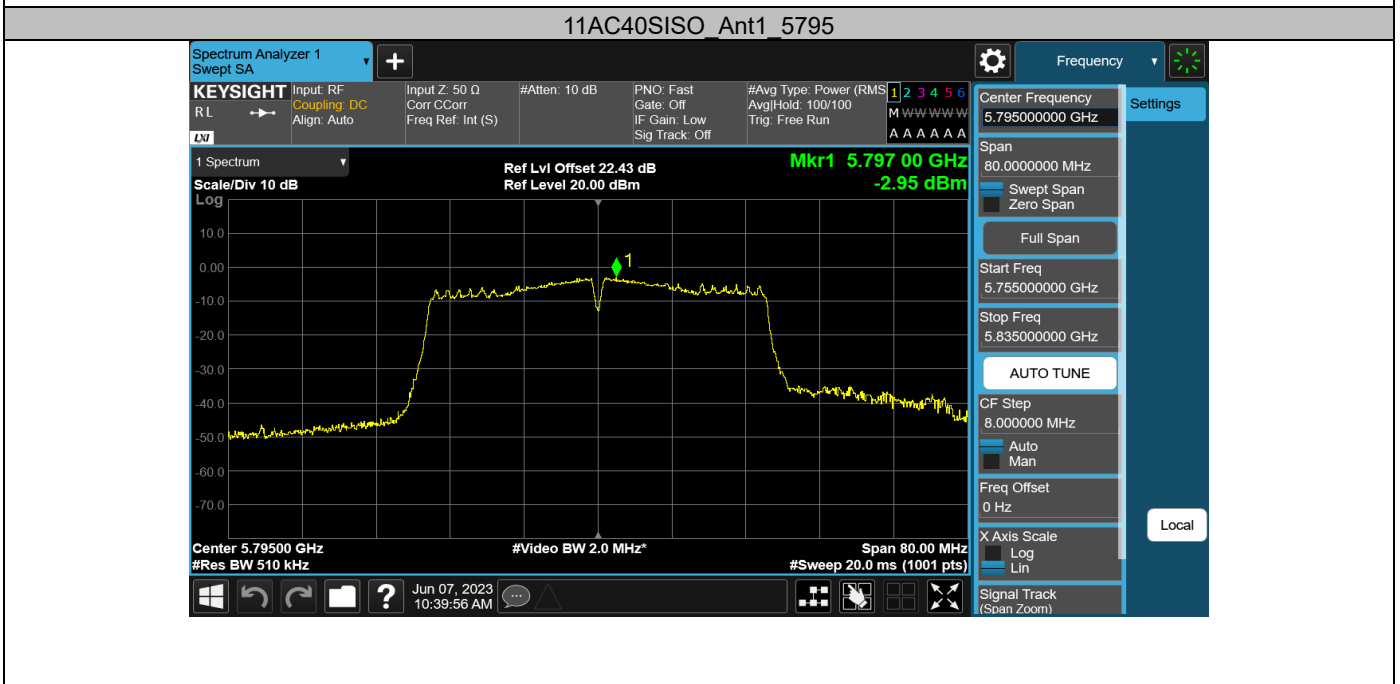 11AC40SISO_Ant1_5795
Spectrum Analyzer 1
Swept SA
Frequency
KEYSIGHT
R L
LXI
Input: RF
Coupling: DC
Align: Auto
Input Z: 50 Ω
Corr CCorr
Freq Ref: Int (S)
#Atten: 10 dB
PNO: Fast
Gate: Off
IF Gain: Low
Sig Track: Off
#Avg Type: Power (RMS
Avg|Hold: 100/100
Trig: Free Run
1 2 3 4 5 6
M W W W W W
A A A A A A
1 Spectrum
Scale/Div 10 dB
Ref Lvl Offset 22.43 dB
Ref Level 20.00 dBm
Mkr1 5.797 00 GHz
-2.95 dBm
Log
10.0
0.00
-10.0
-20.0
-30.0
-40.0
-50.0
-60.0
-70.0
1
Center 5.79500 GHz
#Res BW 510 kHz
#Video BW 2.0 MHz*
Span 80.00 MHz
#Sweep 20.0 ms (1001 pts)
?
Jun 07, 2023
10:39:56 AM
Center Frequency
5.795000000 GHz
Settings
Span
80.0000000 MHz
Swept Span
Zero Span
Full Span
Start Freq
5.755000000 GHz
Stop Freq
5.835000000 GHz
AUTO TUNE
CF Step
8.000000 MHz
Auto
Man
Freq Offset
0 Hz
X Axis Scale
Log
Lin
Local
Signal Track
(Span Zoom)